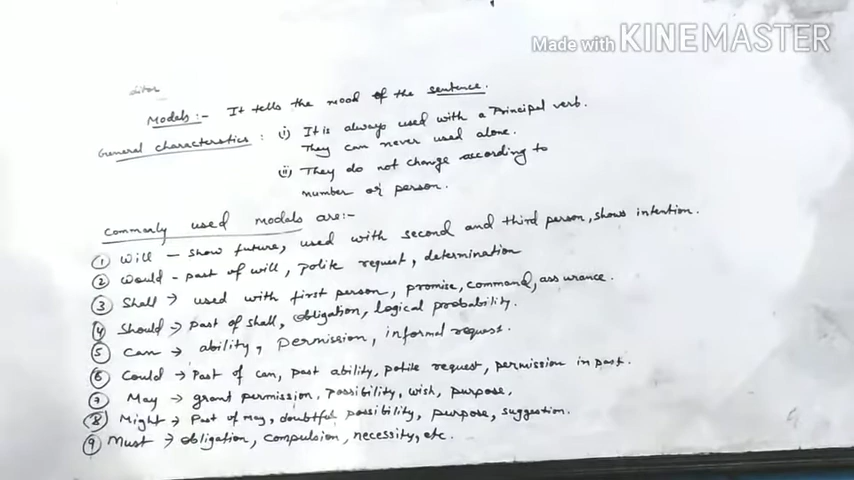 Made with KINEMASTER
Modals :- It tells the mood of the sentence.
General characterstics : (i) It is always used with a Principal verb.
They can never used alone.
(ii) They do not change according to
number or person.
commonly used modals are:-
① Will - show future, used with second and third person, shows intention.
② Would - past of will, polite request, determination
③ Shall → used with first person, promise, command, assurance.
④ Should → past of shall, obligation, logical probability.
⑤ Can → ability, permission, informal request.
⑥ Could → Past of can, past ability, polite request, permission in past.
⑦ May → grant permission, possibility, wish, purpose,
⑧ Might → Past of May, doubtful possibility, purpose, suggestion.
⑨ Must → obligation, compulsion, necessity, etc.